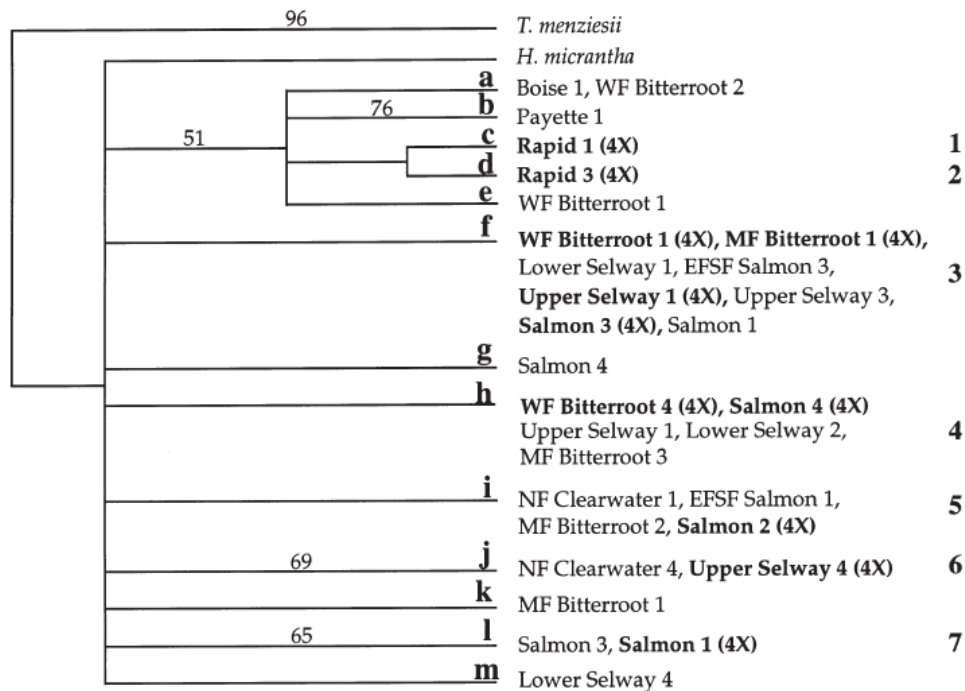 96
T. menziesii
H. micrantha
a
Boise 1, WF Bitterroot 2
76
b
Payette 1
51
c
Rapid 1 (4X)
1
d
Rapid 3 (4X)
2
e
WF Bitterroot 1
f
WF Bitterroot 1 (4X), MF Bitterroot 1 (4X),
Lower Selway 1, EFSF Salmon 3,
3
Upper Selway 1 (4X), Upper Selway 3,
Salmon 3 (4X), Salmon 1
g
Salmon 4
h
WF Bitterroot 4 (4X), Salmon 4 (4X)
Upper Selway 1, Lower Selway 2,
4
MF Bitterroot 3
i
NF Clearwater 1, EFSF Salmon 1,
5
MF Bitterroot 2, Salmon 2 (4X)
69
j
NF Clearwater 4, Upper Selway 4 (4X)
6
k
MF Bitterroot 1
65
l
Salmon 3, Salmon 1 (4X)
7
m
Lower Selway 4